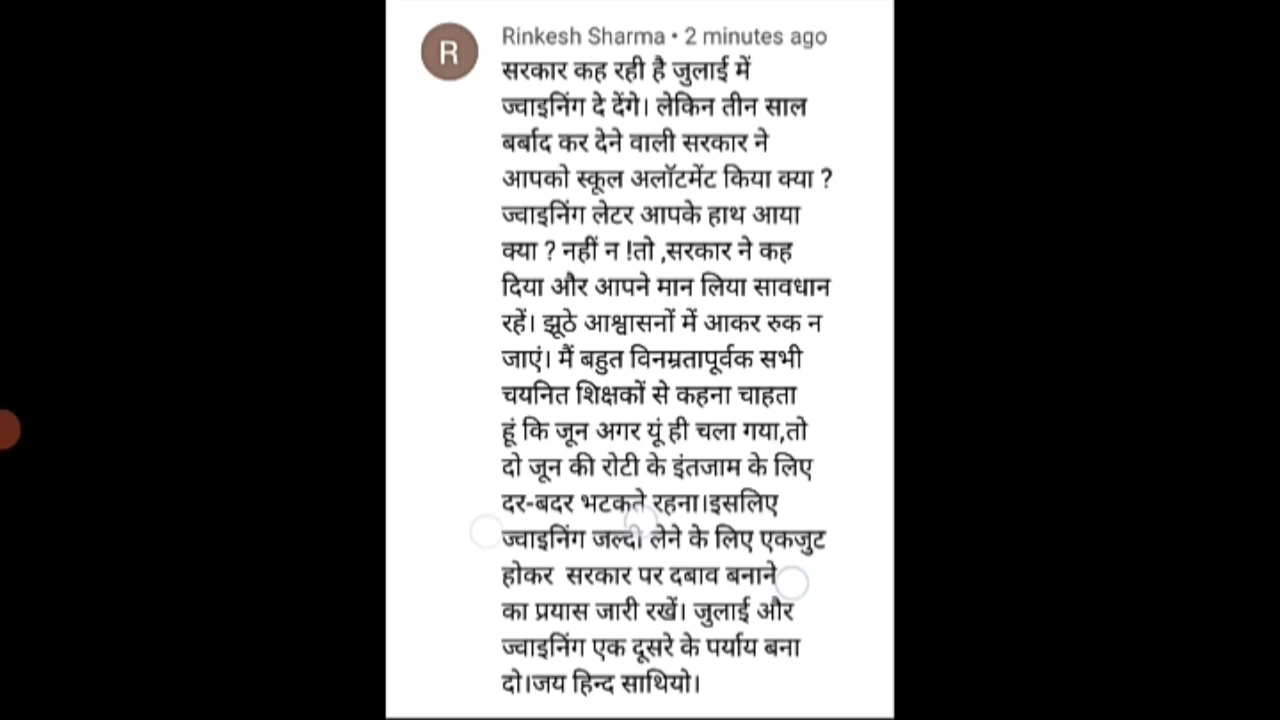 R
Rinkesh Sharma • 2 minutes ago
सरकार कह रही है जुलाई में
ज्वाइनिंग दे देंगे। लेकिन तीन साल
बर्बाद कर देने वाली सरकार ने
आपको स्कूल अलॉटमेंट किया क्या ?
ज्वाइनिंग लेटर आपके हाथ आया
क्या ? नहीं न !तो ,सरकार ने कह
दिया और आपने मान लिया सावधान
रहें। झूठे आश्वासनों में आकर रुक न
जाएं। मैं बहुत विनम्रतापूर्वक सभी
चयनित शिक्षकों से कहना चाहता
हूं कि जून अगर यूं ही चला गया,तो
दो जून की रोटी के इंतजाम के लिए
दर-बदर भटकते रहना।इसलिए
ज्वाइनिंग जल्दी लेने के लिए एकजुट
होकर सरकार पर दबाव बनाने
का प्रयास जारी रखें। जुलाई और
ज्वाइनिंग एक दूसरे के पर्याय बना
दो।जय हिन्द साथियो।